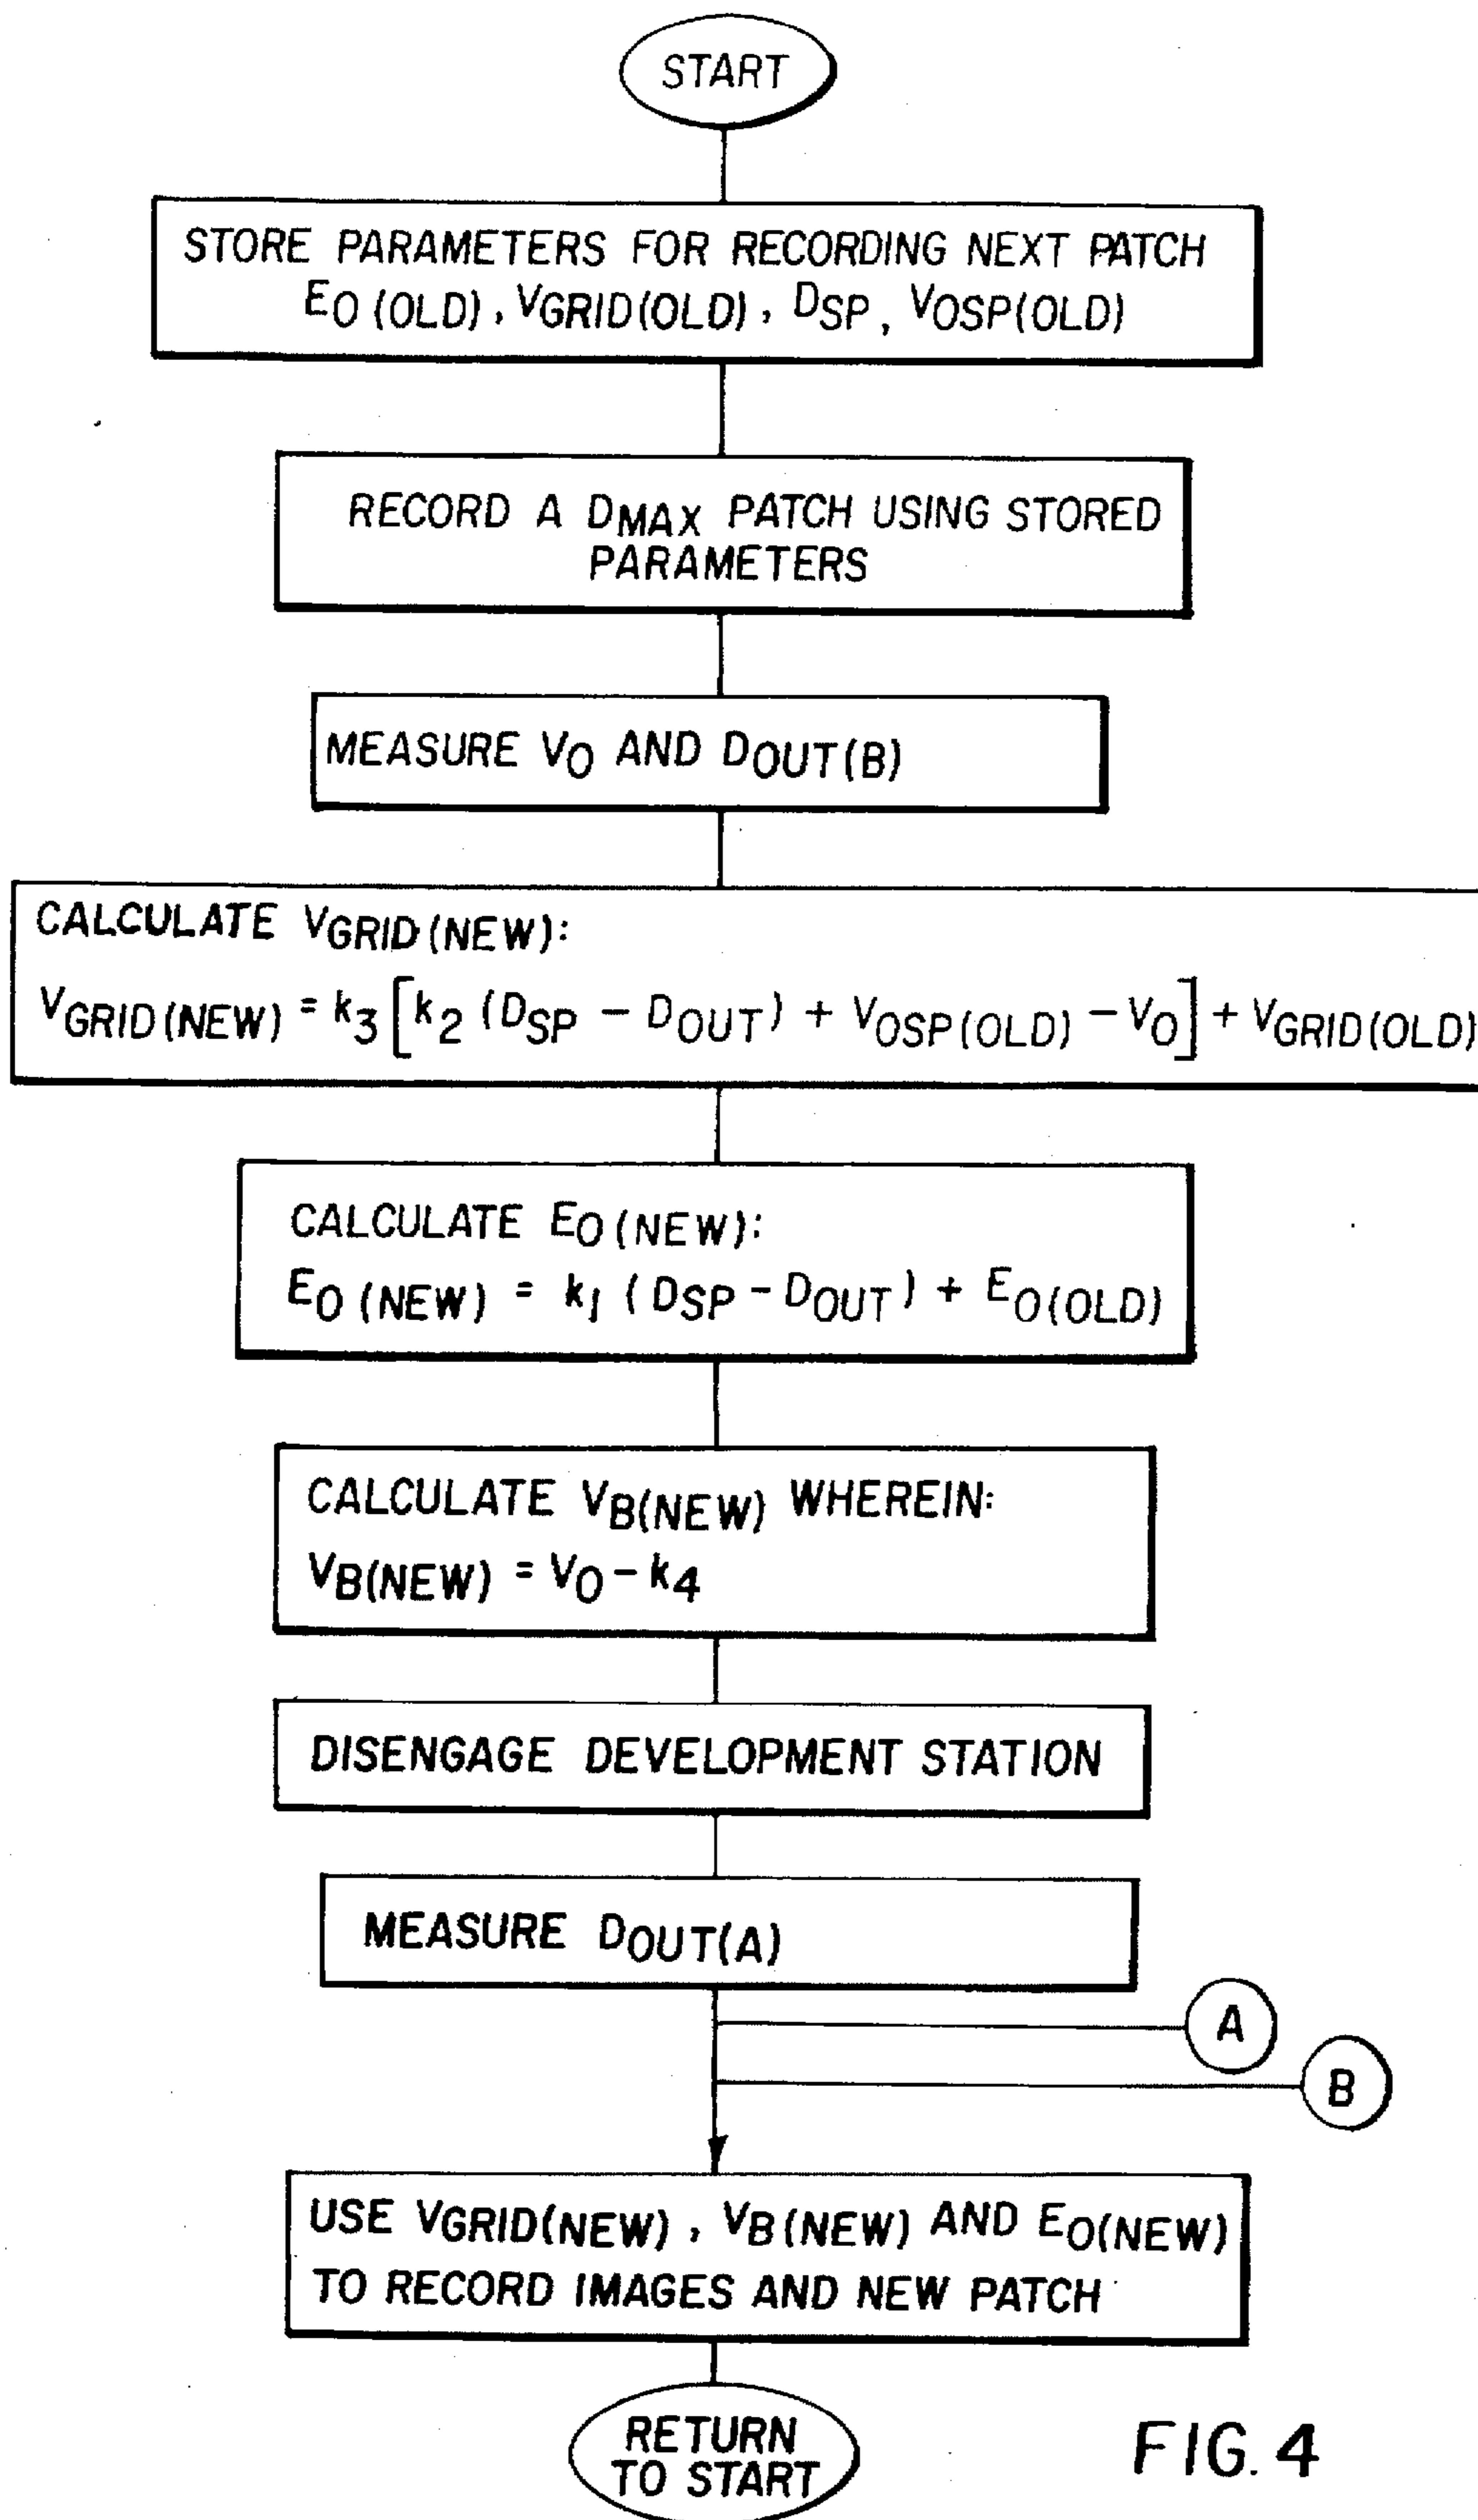 START
STORE PARAMETERS FOR RECORDING NEXT PATCH
EO (OLD), VGRID(OLD), DSP, VOSP(OLD)
RECORD A DMAX PATCH USING STORED
PARAMETERS
MEASURE VO AND DOUT(B)
CALCULATE VGRID(NEW):
VGRID(NEW) = k3 [k2 (DSP - DOUT) + VOSP(OLD) - VO] + VGRID(OLD)
CALCULATE EO(NEW):
EO (NEW) = k1 (DSP - DOUT) + EO(OLD)
CALCULATE VB(NEW) WHEREIN:
VB(NEW) = VO - k4
DISENGAGE DEVELOPMENT STATION
MEASURE DOUT(A)
A
B
USE VGRID(NEW), VB(NEW) AND EO(NEW)
TO RECORD IMAGES AND NEW PATCH
RETURN
TO START
FIG. 4